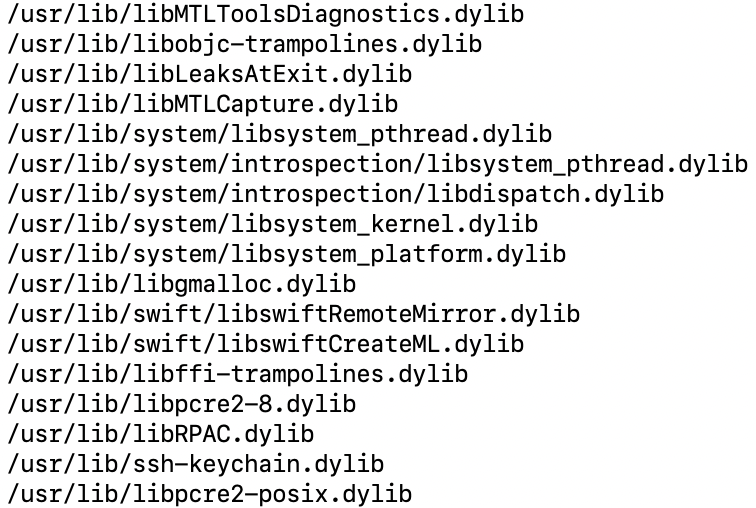 /usr/lib/libMTLToolsDiagnostics.dylib
/usr/lib/libobjc-trampolines.dylib
/usr/lib/libLeaksAtExit.dylib
/usr/lib/libMTLCapture.dylib
/usr/lib/system/libsystem_pthread.dylib
/usr/lib/system/introspection/libsystem_pthread.dylib
/usr/lib/system/introspection/libdispatch.dylib
/usr/lib/system/libsystem_kernel.dylib
/usr/lib/system/libsystem_platform.dylib
/usr/lib/libgmalloc.dylib
/usr/lib/swift/libswiftRemoteMirror.dylib
/usr/lib/swift/libswiftCreateML.dylib
/usr/lib/libffi-trampolines.dylib
/usr/lib/libpcre2-8.dylib
/usr/lib/libRPAC.dylib
/usr/lib/ssh-keychain.dylib
/usr/lib/libpcre2-posix.dylib